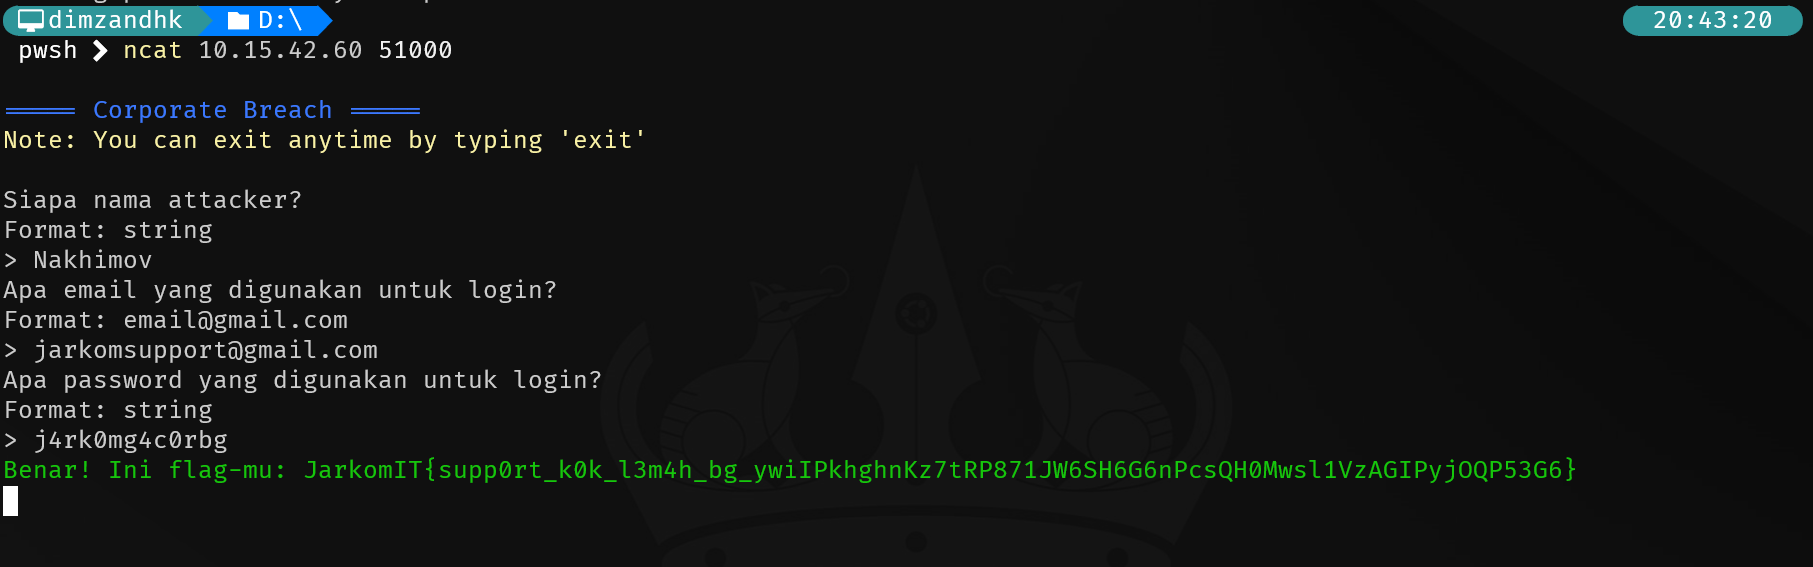 dimzandhk D:\ 20:43:20
pwsh ❯ ncat 10.15.42.60 51000
═════ Corporate Breach ═════
Note: You can exit anytime by typing 'exit'
Siapa nama attacker?
Format: string
> Nakhimov
Apa email yang digunakan untuk login?
Format: email@gmail.com
> jarkomsupport@gmail.com
Apa password yang digunakan untuk login?
Format: string
> j4rk0mg4c0rbg
Benar! Ini flag-mu: JarkomIT{supp0rt_k0k_l3m4h_bg_ywiIPkhghnKz7tRP871JW6SH6G6nPcsQH0Mwsl1VzAGIPyjOQP53G6}